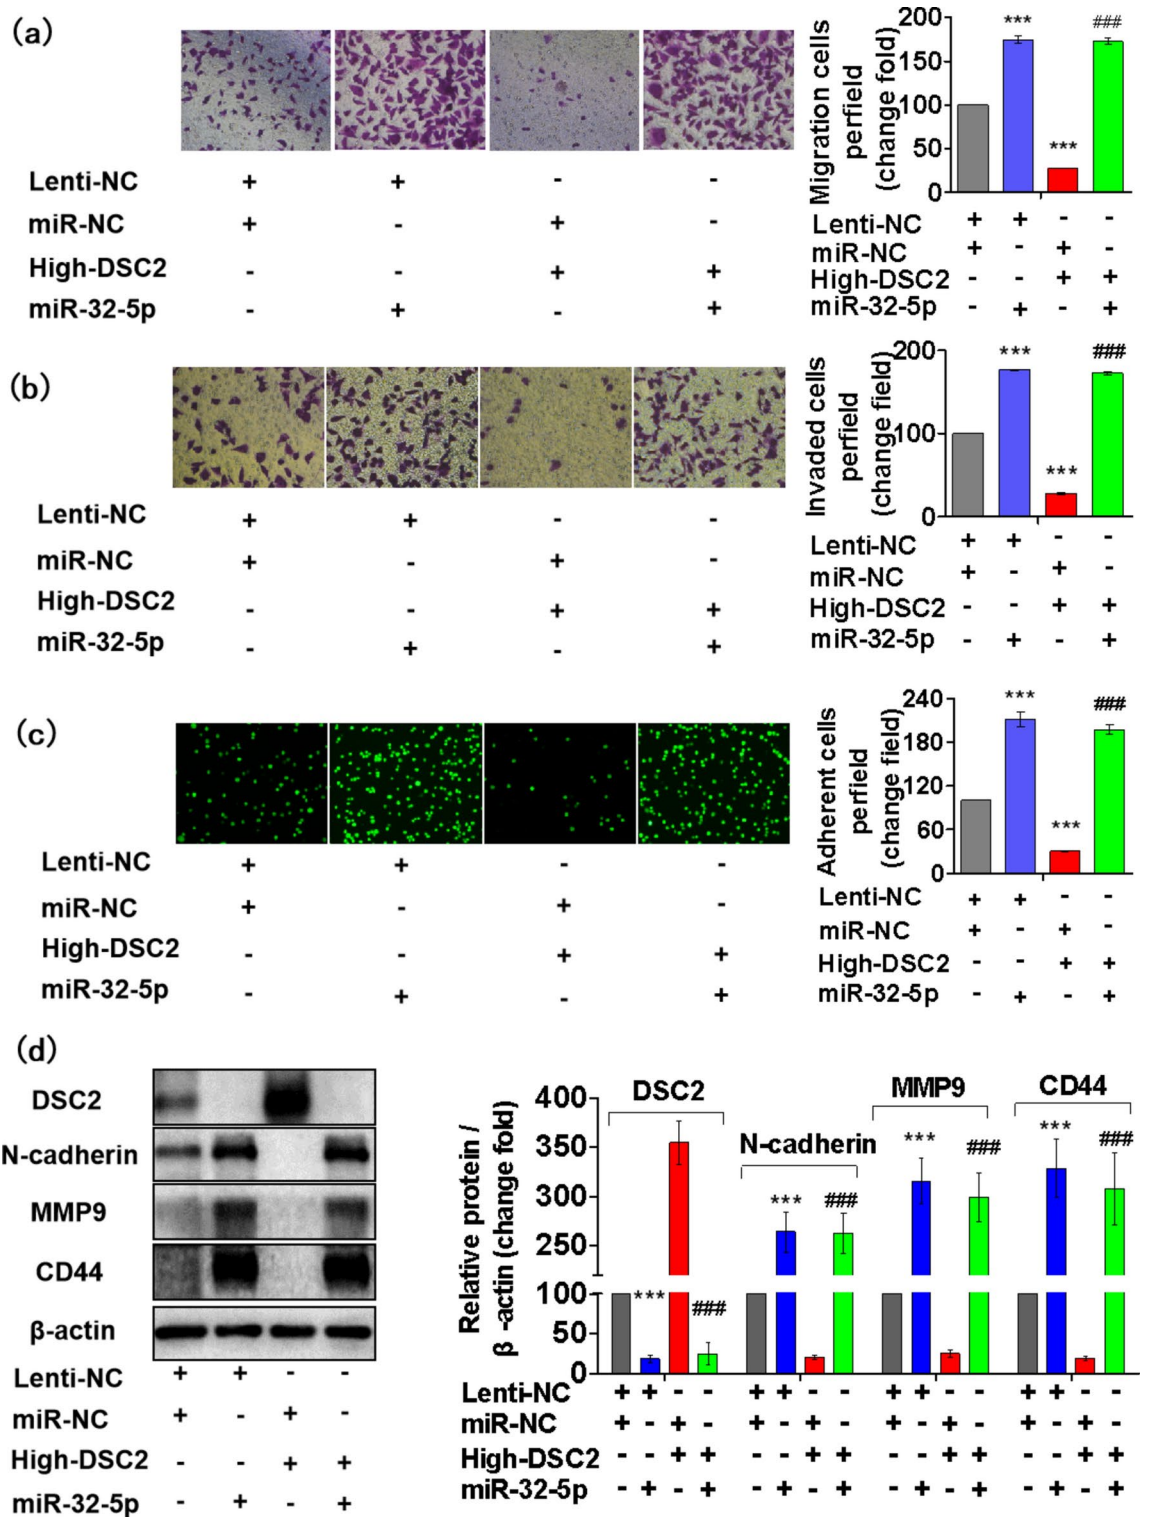 (a)
Lenti-NC + + - -
miR-NC + - + -
High-DSC2 - - + +
miR-32-5p - + - +
Migration cells
perfield
(change fold)
200
150
100
50
0
*** *** ###
Lenti-NC + + - -
miR-NC + - + -
High-DSC2 - - + +
miR-32-5p - + - +
(b)
Lenti-NC + + - -
miR-NC + - + -
High-DSC2 - - + +
miR-32-5p - + - +
Invaded cells
perfield
(change field)
200
100
0
*** *** ###
Lenti-NC + + - -
miR-NC + - + -
High-DSC2 - - + +
miR-32-5p - + - +
(c)
Lenti-NC + + - -
miR-NC + - + -
High-DSC2 - - + +
miR-32-5p - + - +
Adherent cells
perfield
(change field)
240
180
120
60
0
*** *** ###
Lenti-NC + + - -
miR-NC + - + -
High-DSC2 - - + +
miR-32-5p - + - +
(d)
DSC2
N-cadherin
MMP9
CD44
β-actin
Lenti-NC + + - -
miR-NC + - + -
High-DSC2 - - + +
miR-32-5p - + - +
Relative protein /
β -actin (change fold)
400
350
300
250
100
50
0
DSC2
N-cadherin
MMP9
CD44
*** ### *** ### *** ### *** ###
Lenti-NC + + - - + + - - + + - - + + - -
miR-NC + - + - + - + - + - + - + - + -
High-DSC2 - - + + - - + + - - + + - - + +
miR-32-5p - + - + - + - + - + - + - + - +